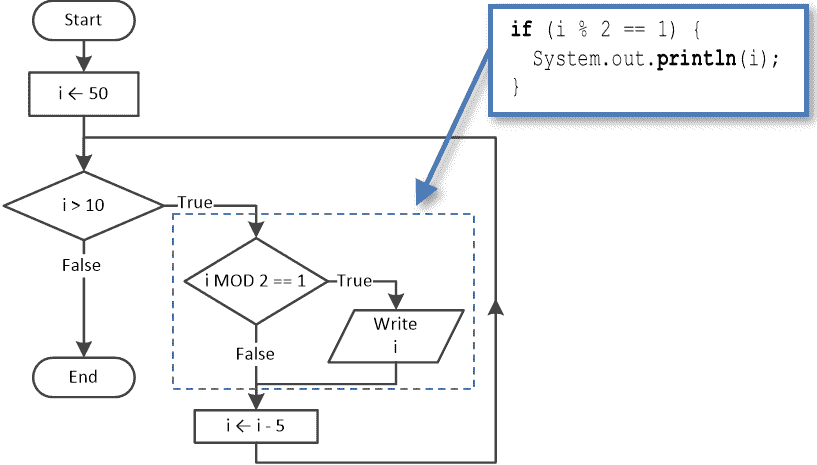 Start
if (i % 2 == 1) {
System.out.println(i);
}
i ← 50
i > 10
True
False
i MOD 2 == 1
True
Write
i
False
End
i ← i - 5